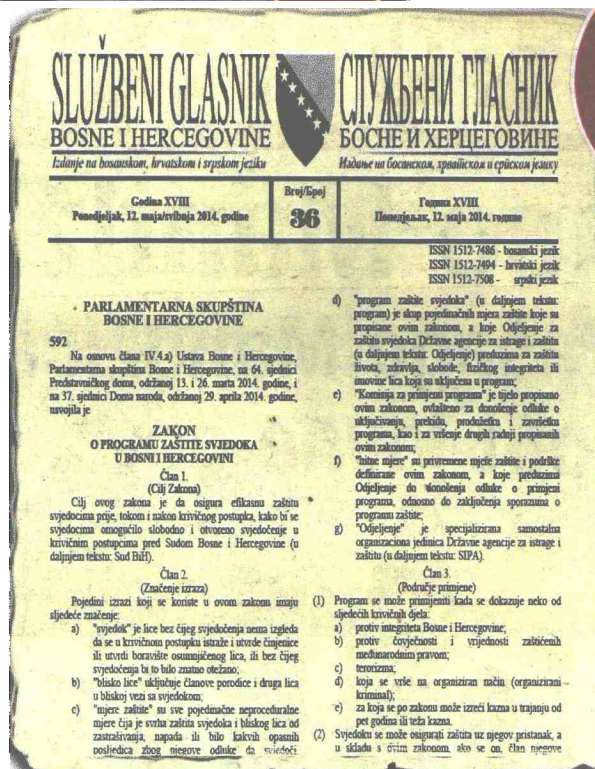 SLUŽBENI GLASNIK
BOSNE I HERCEGOVINE
Izdanje na bosanskom, hrvatskom i srpskom jeziku
СЛУЖБЕНИ ГЛАСНИК
БОСНЕ И ХЕРЦЕГОВИНЕ
Издање на босанском, хрватском и српском језику
Godina XVIII
Ponedjeljak, 12. maja/svibnja 2014. godine
Broj/Број
36
Година XVIII
Понедјељак, 12. маја 2014. године
ISSN 1512-7486 - bosanski jezik
ISSN 1512-7494 - hrvatski jezik
ISSN 1512-7508 - srpski jezik
PARLAMENTARNA SKUPŠTINA
BOSNE I HERCEGOVINE
592
Na osnovu člana IV.4.a) Ustava Bosne i Hercegovine,
Parlamentarna skupština Bosne i Hercegovine, na 64. sjednici
Predstavničkog doma, održanoj 13. i 26. marta 2014. godine, i
na 37. sjednici Doma naroda, održanoj 29. aprila 2014. godine,
usvojila je
ZAKON
O PROGRAMU ZAŠTITE SVJEDOKA
U BOSNI I HERCEGOVINI
Član 1.
(Cilj Zakona)
Cilj ovog zakona je da osigura efikasnu zaštitu
svjedocima prije, tokom i nakon krivičnog postupka, kako bi se
svjedocima omogućilo slobodno i otvoreno svjedočenje u
krivičnim postupcima pred Sudom Bosne i Hercegovine (u
daljnjem tekstu: Sud BiH).
Član 2.
(Značenje izraza)
Pojedini izrazi koji se koriste u ovom zakonu imaju
sljedeće značenje:
a) "svjedok" je lice bez čijeg svjedočenja nema izgleda
da se u krivičnom postupku istraže i utvrde činjenice
ili utvrdi boravište osumnjičenog lica, ili bez čijeg
svjedočenja bi to bilo znatno otežano;
b) "blisko lice" uključuje članove porodice i druga lica
u bliskoj vezi sa svjedokom;
c) "mjere zaštite" su sve pojedinačne neproceduralne
mjere čija je svrha zaštita svjedoka i bliskog lica od
zastrašivanja, napada ili bilo kakvih opasnih
posljedica zbog njegove odluke da svjedoči.
d) "program zaštite svjedoka" (u daljnjem tekstu:
program) je skup pojedinačnih mjera zaštite koje su
propisane ovim zakonom, a koje Odjeljenje za
zaštitu svjedoka Državne agencije za istrage i zaštitu
(u daljnjem tekstu: Odjeljenje) preduzima za zaštitu
života, zdravlja, slobode, fizičkog integriteta ili
imovine lica koja su uključena u program;
e) "Komisija za primjenu programa" je tijelo propisano
ovim zakonom, ovlašteno za donošenje odluke o
uključivanju, prekidu, produžetku i završetku
programa, kao i za vršenje drugih radnji propisanih
ovim zakonom;
f) "hitne mjere" su privremene mjere zaštite i podrške
definirane ovim zakonom, a koje preduzima
Odjeljenje do donošenja odluke o primjeni
programa, odnosno do zaključenja sporazuma o
programu zaštite;
g) "Odjeljenje" je specijalizirana samostalna
organizaciona jedinica Državne agencije za istrage i
zaštitu (u daljnjem tekstu: SIPA).
Član 3.
(Područje primjene)
(1) Program se može primijeniti kada se dokazuje neko od
sljedećih krivičnih djela:
a) protiv integriteta Bosne i Hercegovine;
b) protiv čovječnosti i vrijednosti zaštićenih
međunarodnim pravom;
c) terorizma;
d) koja se vrše na organiziran način (organizirani
kriminal);
e) za koja se po zakonu može izreći kazna u trajanju od
pet godina ili teža kazna.
(2) Svjedoku se može osigurati zaštita uz njegov pristanak, a
u skladu s ovim zakonom, ako se on, član njegove